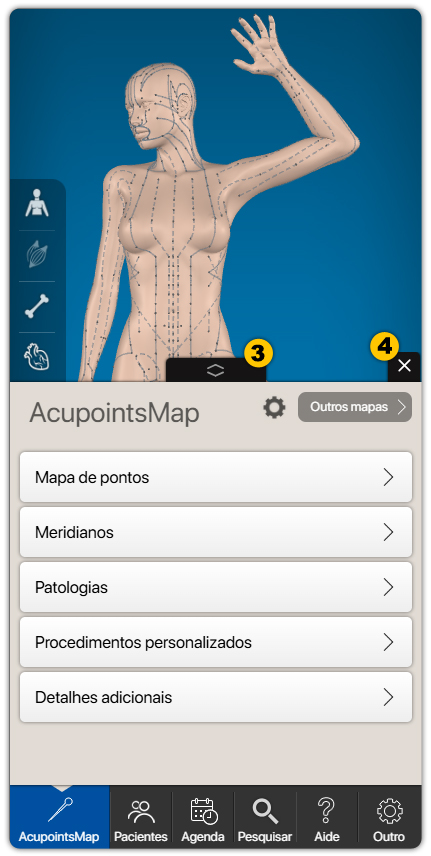 3
4
AcupointsMap
Outros mapas
Mapa de pontos
Meridianos
Patologias
Procedimentos personalizados
Detalhes adicionais
AcupointsMap
Pacientes
Agenda
Pesquisar
Aide
Outro